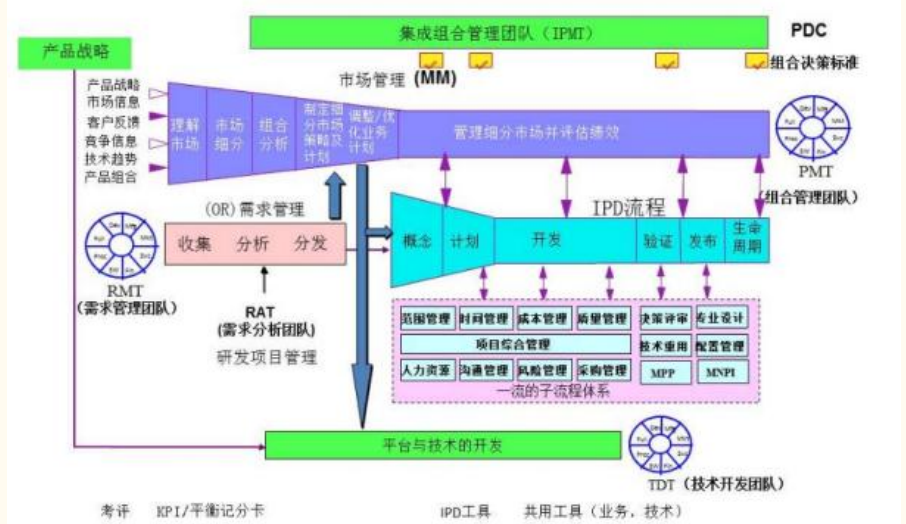 集成组合管理团队(IPMT)
PDC
产品战略
组合决策标准
市场管理 (MM)
产品战略
市场信息
客户反馈
竞争信息
技术趋势
产品组合
理解
市场
市场
细分
组合
分析
制定细
分市场
策略及
计划
调整/优
化业务
计划
管理细分市场并评估绩效
PMT
(组合管理团队)
(OR)需求管理
IPD流程
收集 分析 分发
概念
计划
开发
验证
发布
生命
周期
RMT
(需求管理团队)
RAT
(需求分析团队)
研发项目管理
范围管理
时间管理
成本管理
质量管理
决策评审
专业设计
项目综合管理
技术重用
配置管理
人力资源
沟通管理
风险管理
采购管理
MPP
MNPI
一流的子流程体系
平台与技术的开发
TDT(技术开发团队)
考评 KPI/平衡记分卡
IPD工具 共用工具(业务,技术)